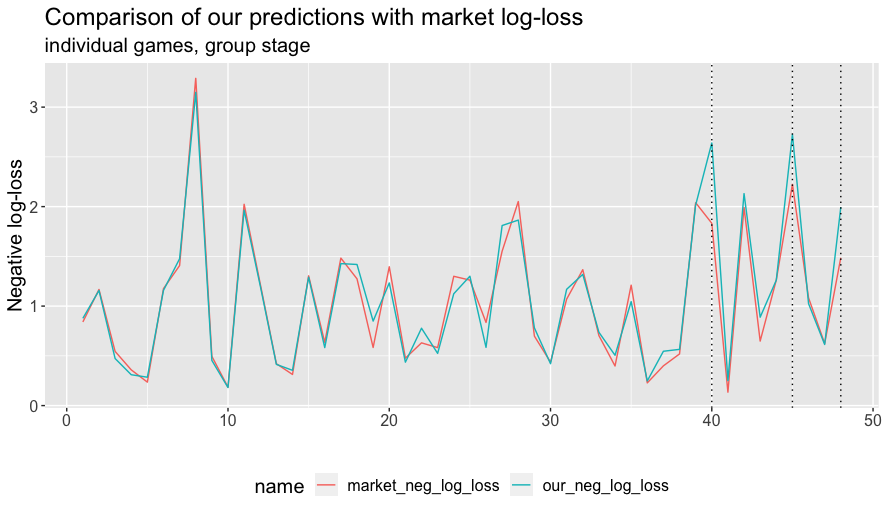 Comparison of our predictions with market log-loss
individual games, group stage
Negative log-loss
3
2
1
0
0 10 20 30 40 50
name market_neg_log_loss our_neg_log_loss